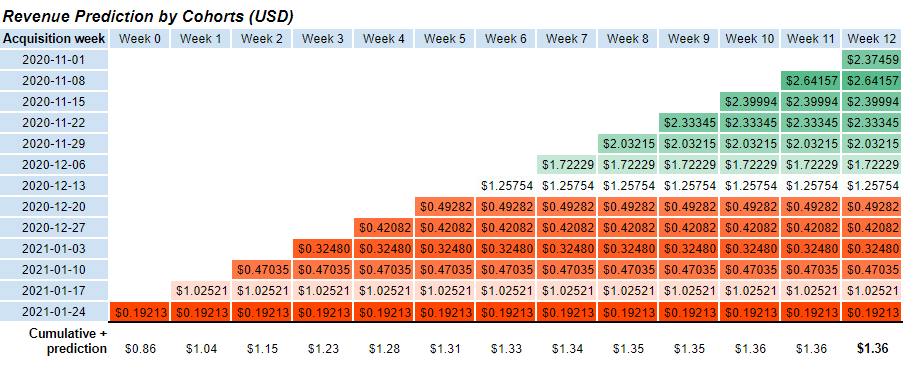 Revenue Prediction by Cohorts (USD)
Acquisition week Week 0 Week 1 Week 2 Week 3 Week 4 Week 5 Week 6 Week 7 Week 8 Week 9 Week 10 Week 11 Week 12
2020-11-01 $2.37459
2020-11-08 $2.64157 $2.64157
2020-11-15 $2.39994 $2.39994 $2.39994
2020-11-22 $2.33345 $2.33345 $2.33345 $2.33345
2020-11-29 $2.03215 $2.03215 $2.03215 $2.03215 $2.03215
2020-12-06 $1.72229 $1.72229 $1.72229 $1.72229 $1.72229 $1.72229
2020-12-13 $1.25754 $1.25754 $1.25754 $1.25754 $1.25754 $1.25754 $1.25754
2020-12-20 $0.49282 $0.49282 $0.49282 $0.49282 $0.49282 $0.49282 $0.49282 $0.49282
2020-12-27 $0.42082 $0.42082 $0.42082 $0.42082 $0.42082 $0.42082 $0.42082 $0.42082 $0.42082
2021-01-03 $0.32480 $0.32480 $0.32480 $0.32480 $0.32480 $0.32480 $0.32480 $0.32480 $0.32480 $0.32480
2021-01-10 $0.47035 $0.47035 $0.47035 $0.47035 $0.47035 $0.47035 $0.47035 $0.47035 $0.47035 $0.47035 $0.47035
2021-01-17 $1.02521 $1.02521 $1.02521 $1.02521 $1.02521 $1.02521 $1.02521 $1.02521 $1.02521 $1.02521 $1.02521 $1.02521
2021-01-24 $0.19213 $0.19213 $0.19213 $0.19213 $0.19213 $0.19213 $0.19213 $0.19213 $0.19213 $0.19213 $0.19213 $0.19213 $0.19213
Cumulative +
prediction $0.86 $1.04 $1.15 $1.23 $1.28 $1.31 $1.33 $1.34 $1.35 $1.35 $1.36 $1.36 $1.36